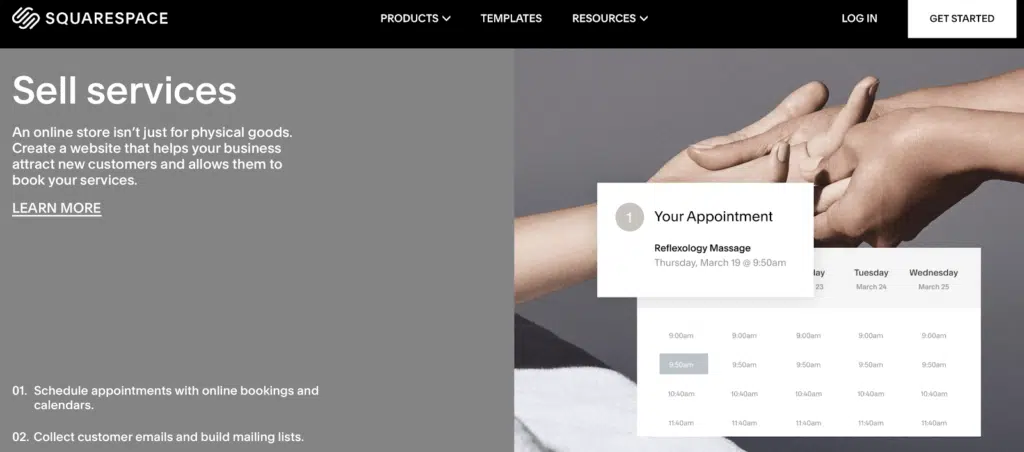 SQUARESPACE
PRODUCTS
TEMPLATES
RESOURCES
LOG IN
GET STARTED
Sell services
An online store isn't just for physical goods.
Create a website that helps your business
attract new customers and allows them to
book your services.
LEARN MORE
01. Schedule appointments with online bookings and
calendars.
02. Collect customer emails and build mailing lists.
1 Your Appointment
Reflexology Massage
Thursday, March 19 @ 9:50am
day Tuesday Wednesday
23 March 24 March 25
9:00am 9:00am 9:00am 9:00am 9:00am
9:50am 9:50am 9:50am 9:50am 9:50am
10:40am 10:40am 10:40am 10:40am 10:40am
11:40am 11:40am 11:40am 11:40am 11:40am